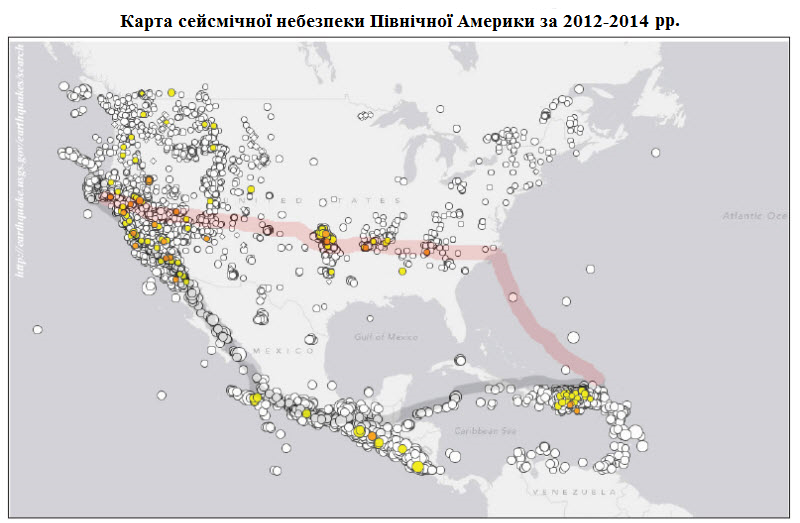 Карта сейсмічної небезпеки Північної Америки за 2012-2014 рр.
http://earthquake.usgs.gov/earthquakes/search
UNITED STATES
Atlantic Oce
Gulf of Mexico
MEXICO
Caribbean Sea
VENEZUELA